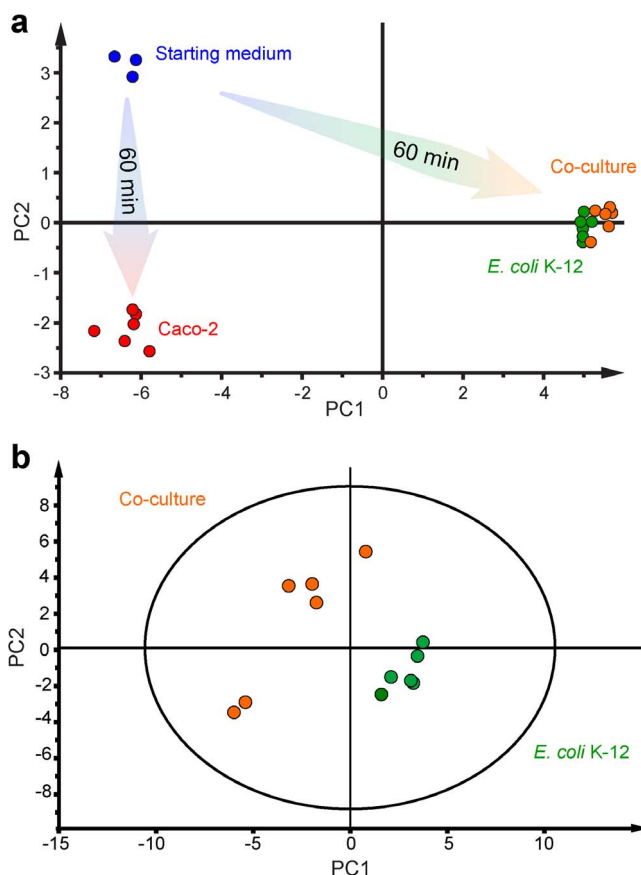 a
Starting medium
3
2
60 min
60 min
Co-culture
1
PC2
0
E. coli K-12
-1
Caco-2
-2
-3
-8
-6
-4
-2
0
2
4
PC1
b
Co-culture
8
6
4
2
PC2
0
-2
-4
E. coli K-12
-6
-8
-15
-10
-5
0
5
10
PC1